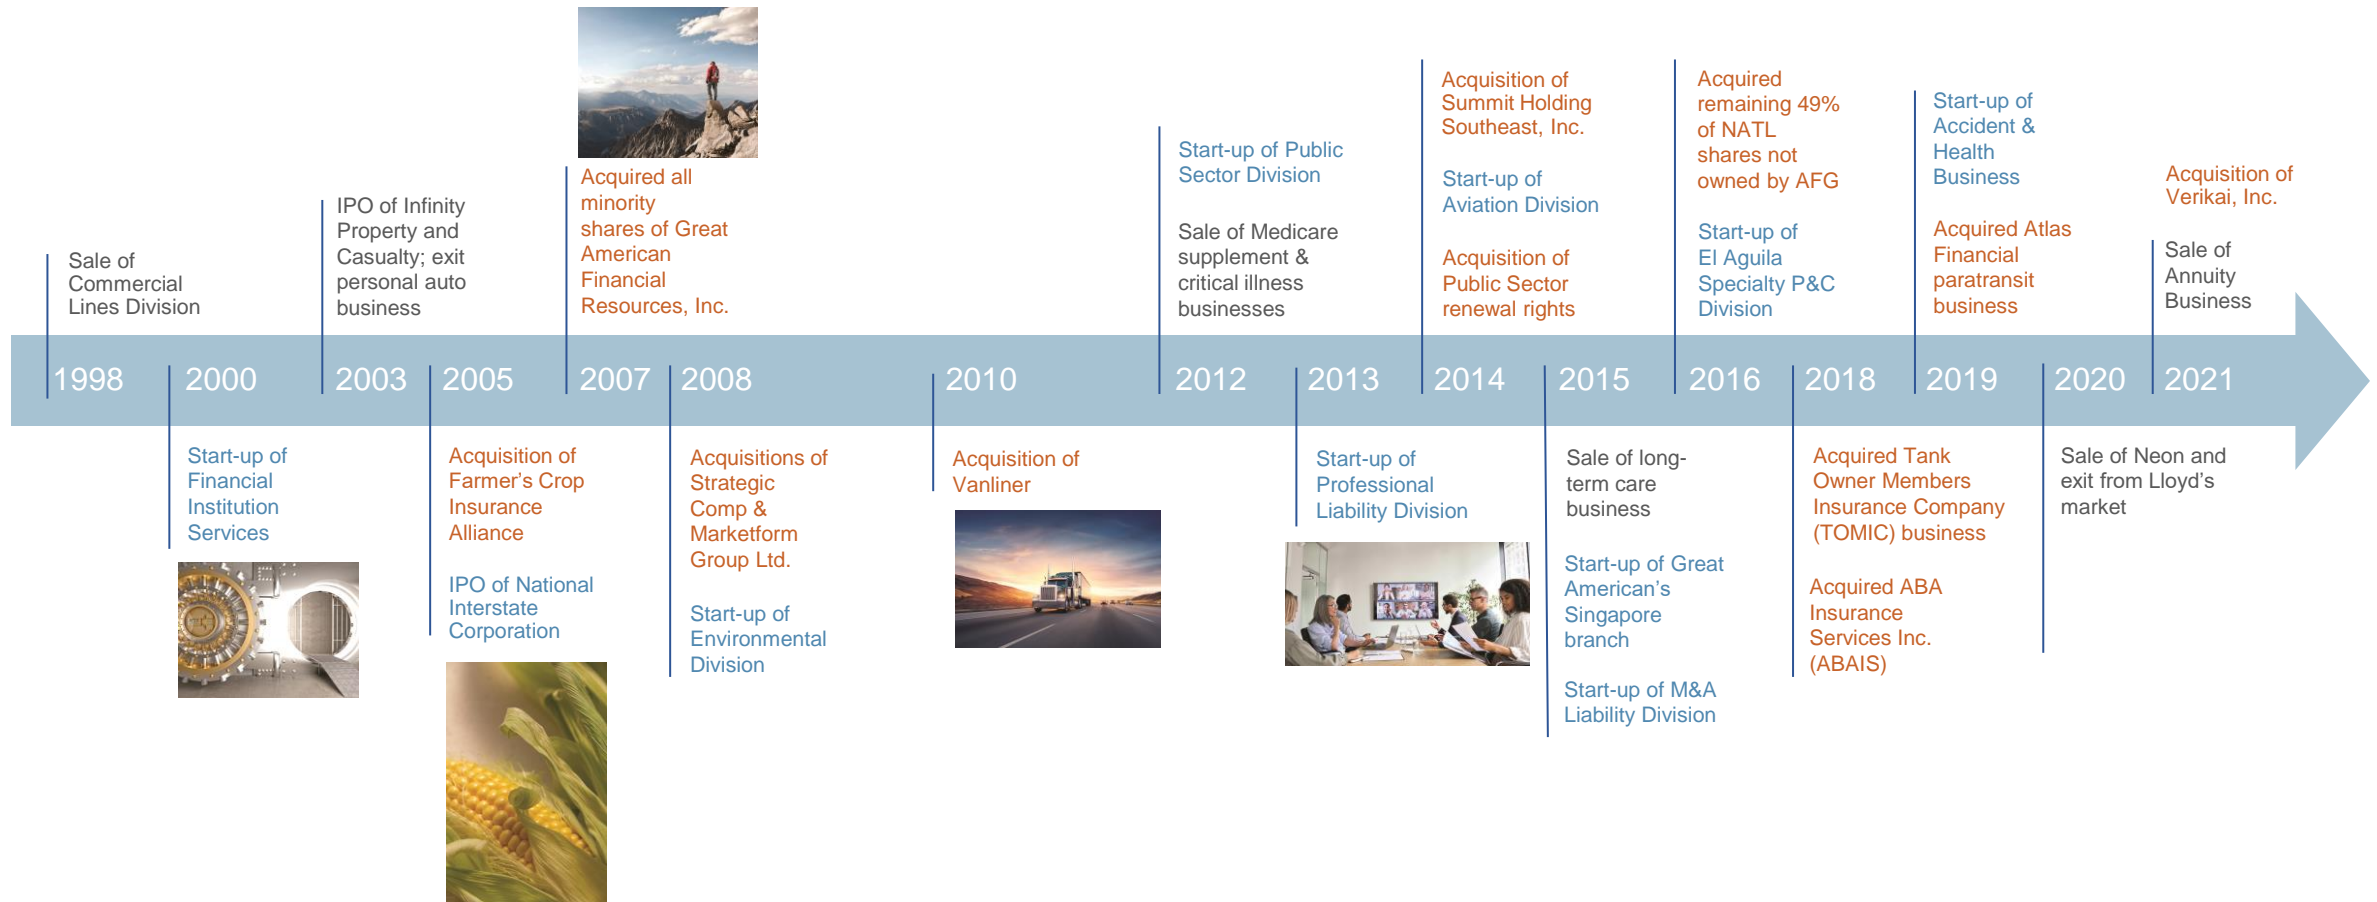 Sale of
Commercial
Lines Division
IPO of Infinity
Property and
Casualty; exit
personal auto
business
Acquired all
minority
shares of Great
American
Financial
Resources, Inc.
Start-up of Public
Sector Division
Sale of Medicare
supplement &
critical illness
businesses
Acquisition of
Summit Holding
Southeast, Inc.
Start-up of
Aviation Division
Acquisition of
Public Sector
renewal rights
Acquired
remaining 49%
of NATL
shares not
owned by AFG
Start-up of
El Aguila
Specialty P&C
Division
Start-up of
Accident &
Health
Business
Acquired Atlas
Financial
paratransit
business
Acquisition of
Verikai, Inc.
Sale of
Annuity
Business
1998 2000 2003 2005 2007 2008 2010 2012 2013 2014 2015 2016 2018 2019 2020 2021
Start-up of
Financial
Institution
Services
Acquisition of
Farmer’s Crop
Insurance
Alliance
IPO of National
Interstate
Corporation
Acquisitions of
Strategic
Comp &
Marketform
Group Ltd.
Start-up of
Environmental
Division
Acquisition of
Vanliner
Start-up of
Professional
Liability Division
Sale of long-
term care
business
Start-up of Great
American’s
Singapore
branch
Start-up of M&A
Liability Division
Acquired Tank
Owner Members
Insurance Company
(TOMIC) business
Acquired ABA
Insurance
Services Inc.
(ABAIS)
Sale of Neon and
exit from Lloyd’s
market